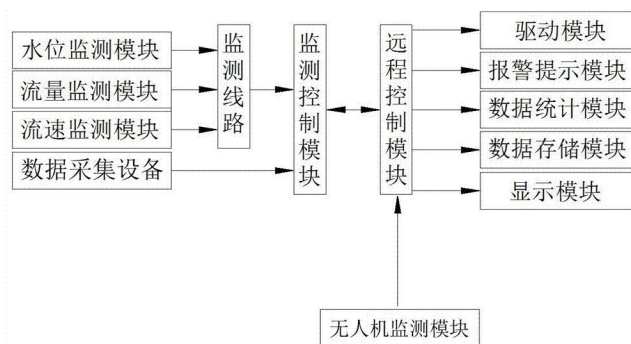 水位监测模块
流量监测模块
流速监测模块
数据采集设备
监测线路
监测控制模块
远程控制模块
驱动模块
报警提示模块
数据统计模块
数据存储模块
显示模块
无人机监测模块